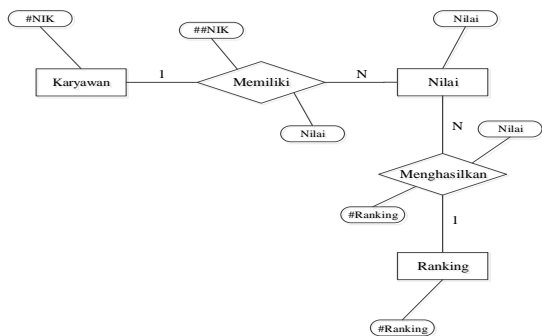 #NIK
##NIK
Nilai
Karyawan
1
Memiliki
N
Nilai
Nilai
N
Nilai
Menghasilkan
#Ranking
1
Ranking
#Ranking